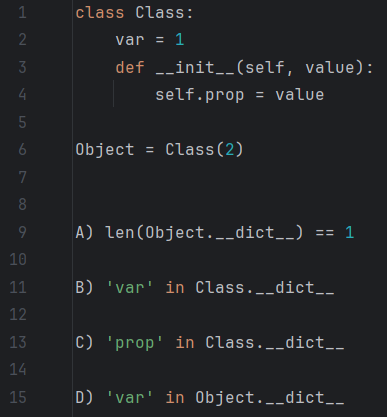 1 class Class:
2     var = 1
3     def __init__(self, value):
4         self.prop = value
5
6 Object = Class(2)
7
8
9 A) len(Object.__dict__) == 1
10
11 B) 'var' in Class.__dict__
12
13 C) 'prop' in Class.__dict__
14
15 D) 'var' in Object.__dict__